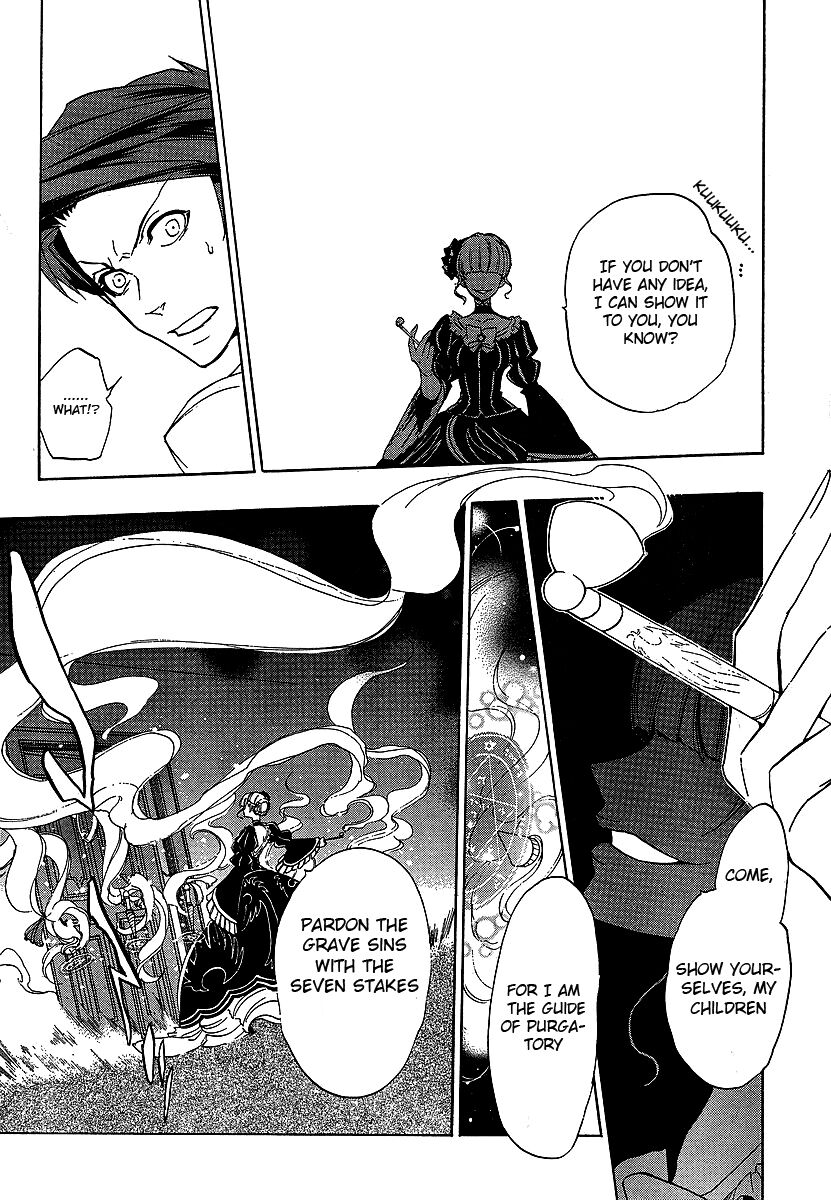 KUUKUUKU...
...
IF YOU DON'T
HAVE ANY IDEA,
I CAN SHOW IT
TO YOU, YOU
KNOW?
......
WHAT!?
COME,
SHOW YOUR-
SELVES, MY
CHILDREN
FOR I AM
THE GUIDE
OF PURGA-
TORY
PARDON THE
GRAVE SINS
WITH THE
SEVEN STAKES